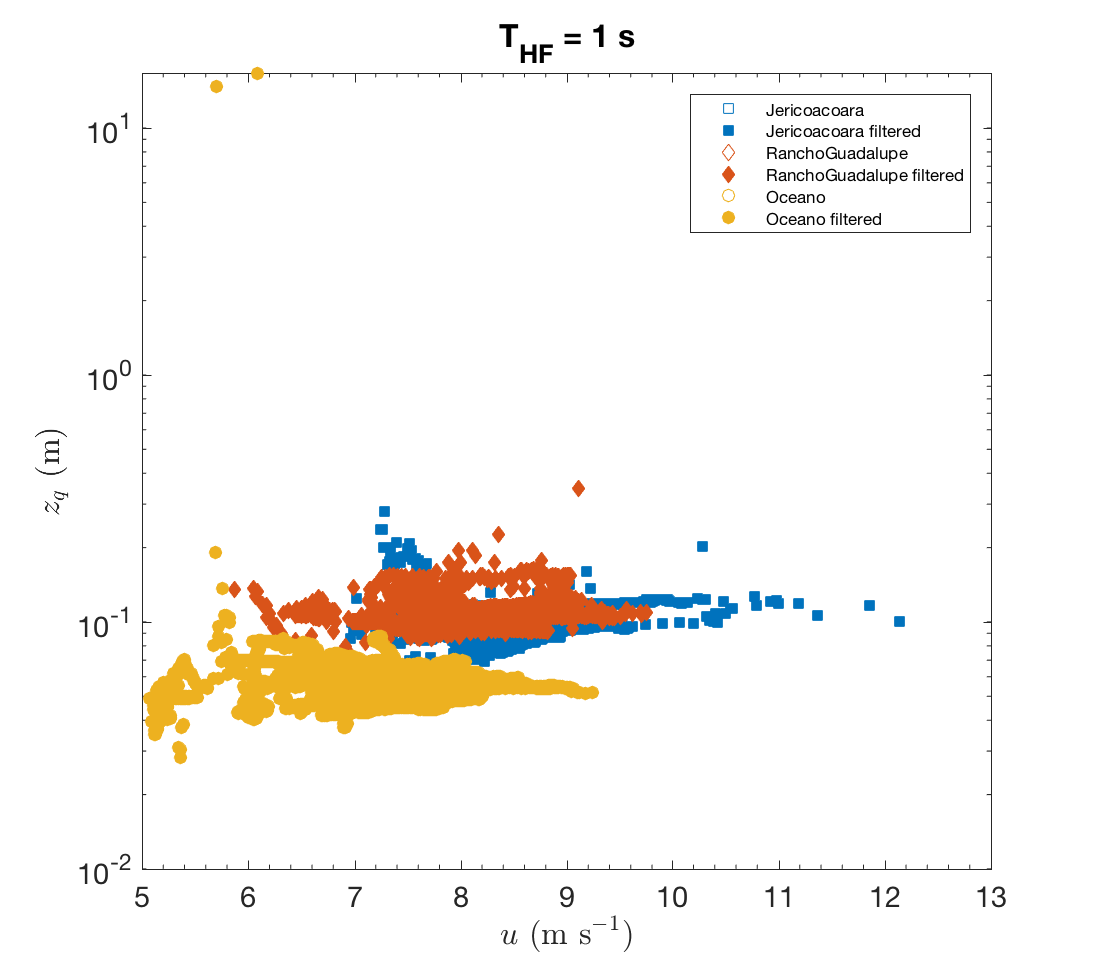 T_HF = 1 s
10^1
10^0
10^-1
10^-2
z_q (m)
Jericoacoara
Jericoacoara filtered
RanchoGuadalupe
RanchoGuadalupe filtered
Oceano
Oceano filtered
5 6 7 8 9 10 11 12 13
u (m s^-1)